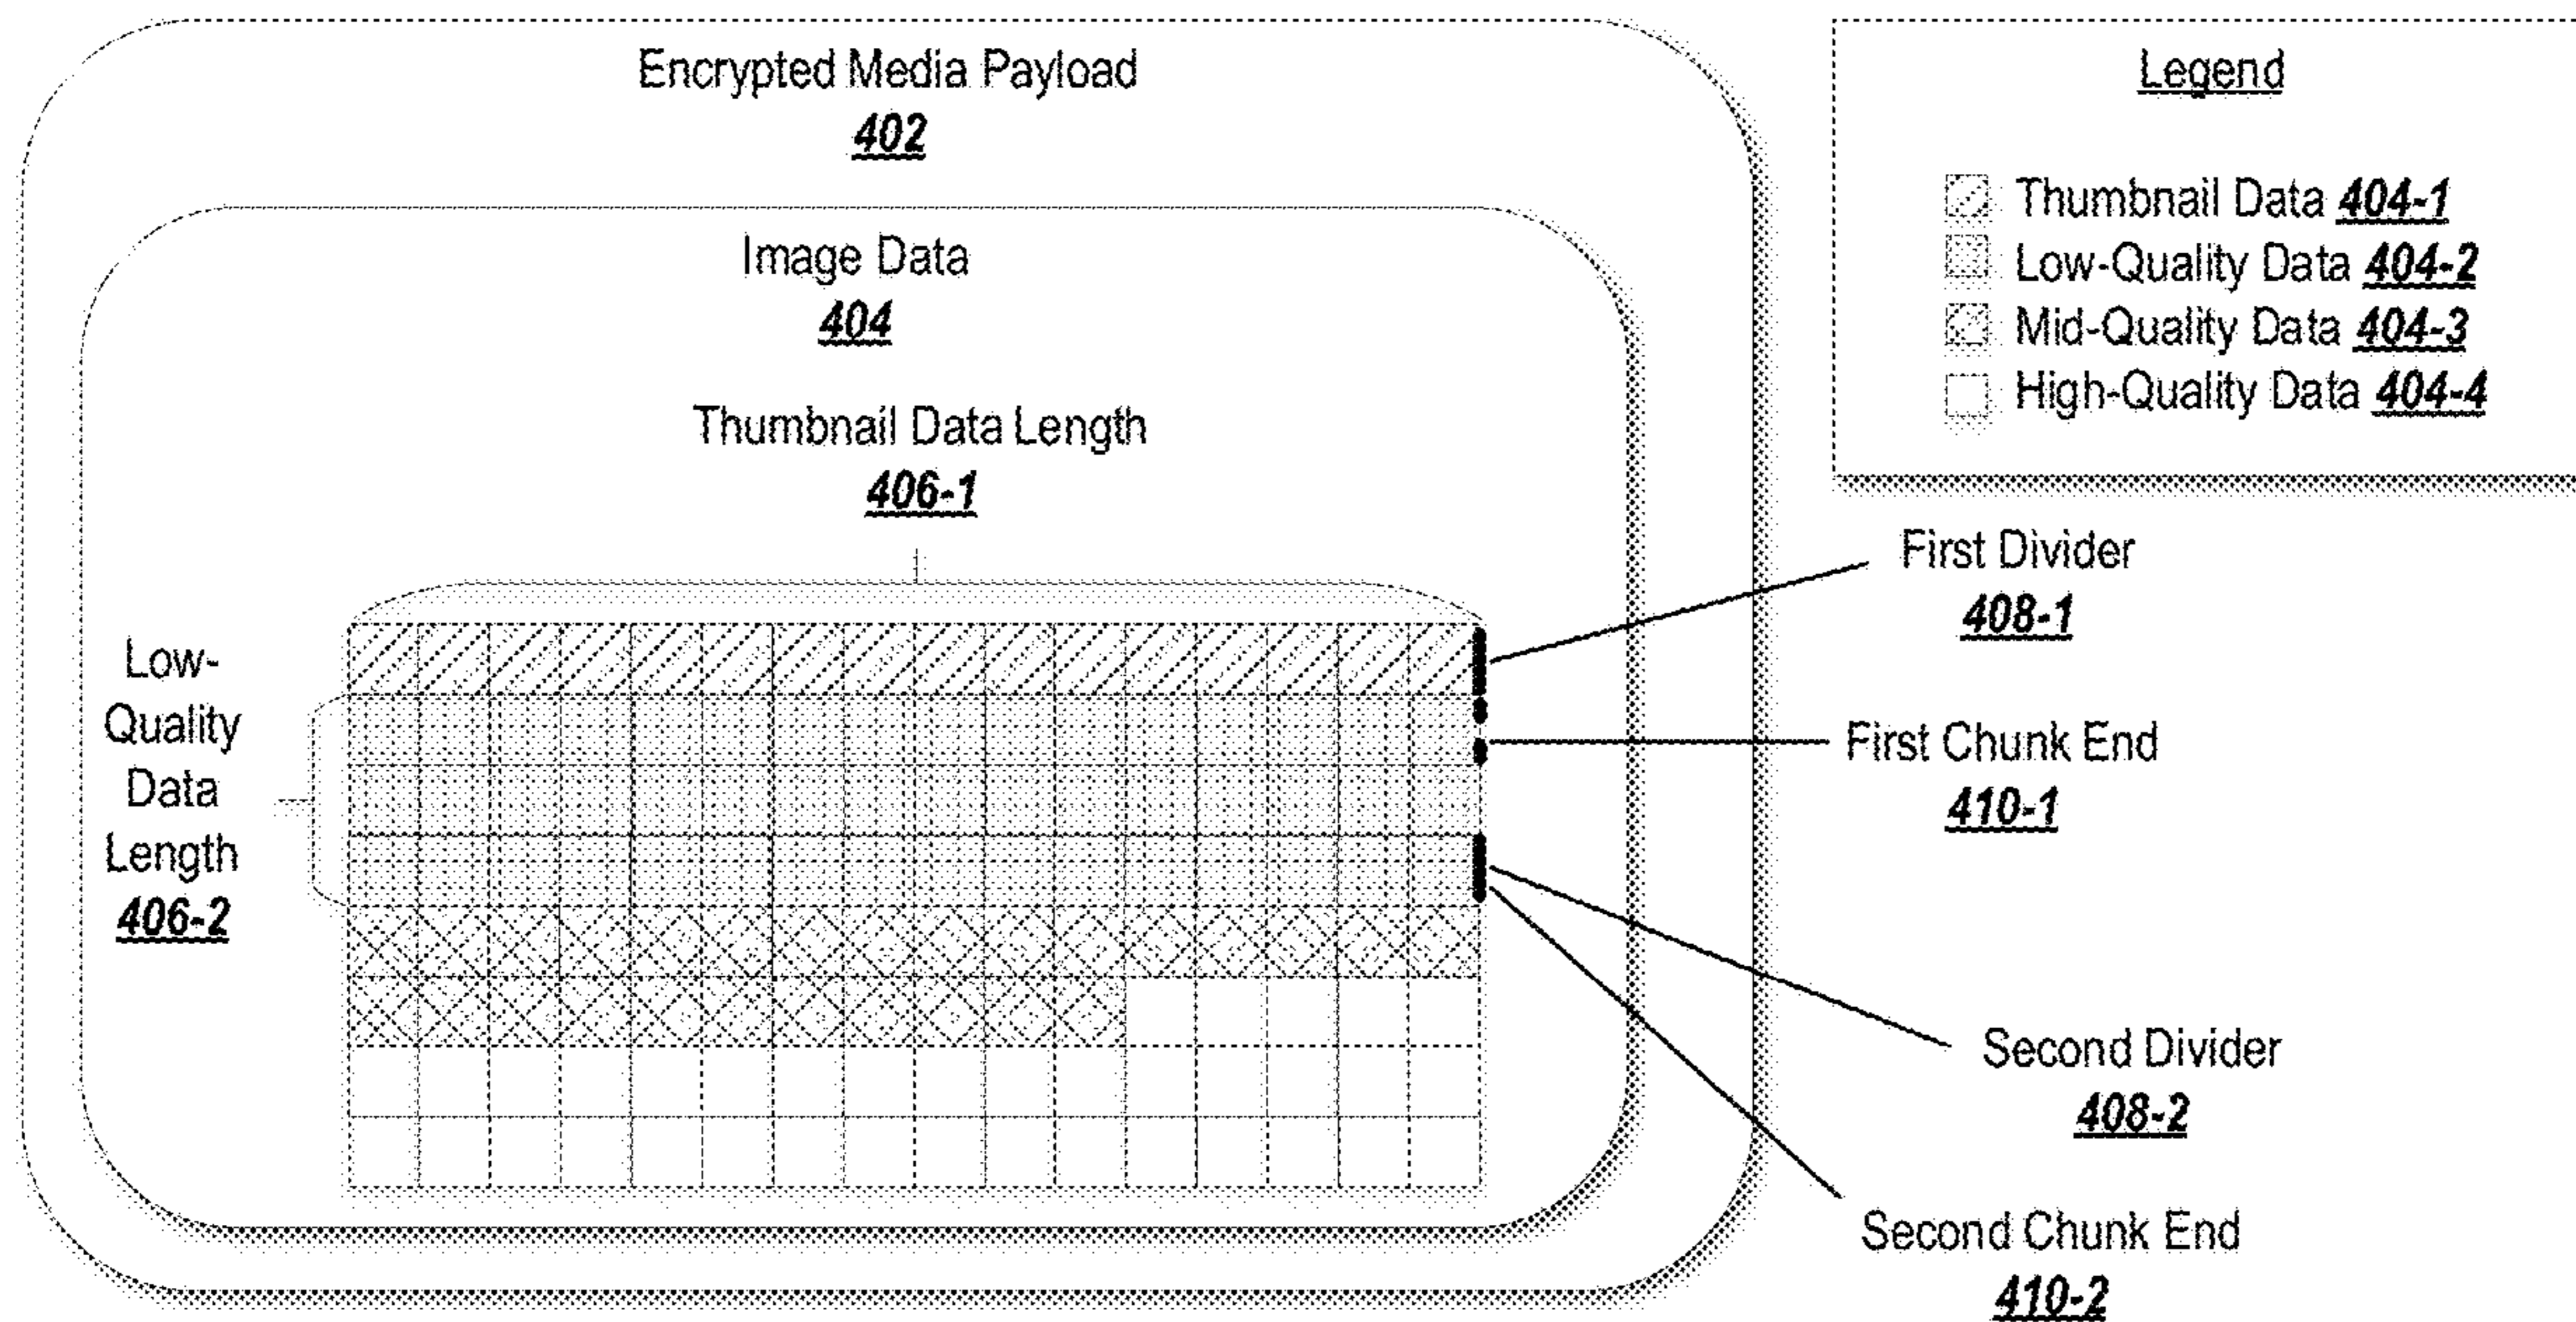 Encrypted Media Payload
402
Image Data
404
Thumbnail Data Length
406-1
Low-
Quality
Data
Length
406-2
Legend
Thumbnail Data 404-1
Low-Quality Data 404-2
Mid-Quality Data 404-3
High-Quality Data 404-4
First Divider
408-1
First Chunk End
410-1
Second Divider
408-2
Second Chunk End
410-2